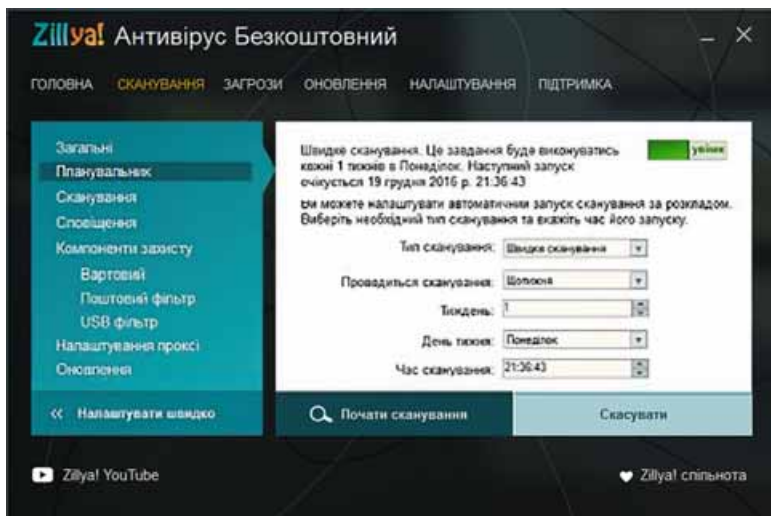 Zillya! Антивірус Безкоштовний
ГОЛОВНА СКАНУВАННЯ ЗАГРОЗИ ОНОВЛЕННЯ НАЛАШТУВАННЯ ПІДТРИМКА
Загальні
Планувальник
Сканування
Сповіщення
Компоненти захисту
Вартовий
Поштовий фільтр
USB фільтр
Налаштування проксі
Оновлення
<< Налаштувати швидко
Швидке сканування. Це завдання буде виконуватись
кожні 1 тижнів в Понеділок. Наступний запуск
очікується 19 грудня 2016 р. 21:36:43
увімк
Ви можете налаштувати автоматичний запуск сканування за розкладом.
Виберіть необхідний тип сканування та вкажіть час його запуску.
Тип сканування: Швидке сканування
Проводиться сканування: Щотижня
Тиждень: 1
День тижня: Понеділок
Час сканування: 21:36:43
Почати сканування
Скасувати
Zillya! YouTube
Zillya! спільнота